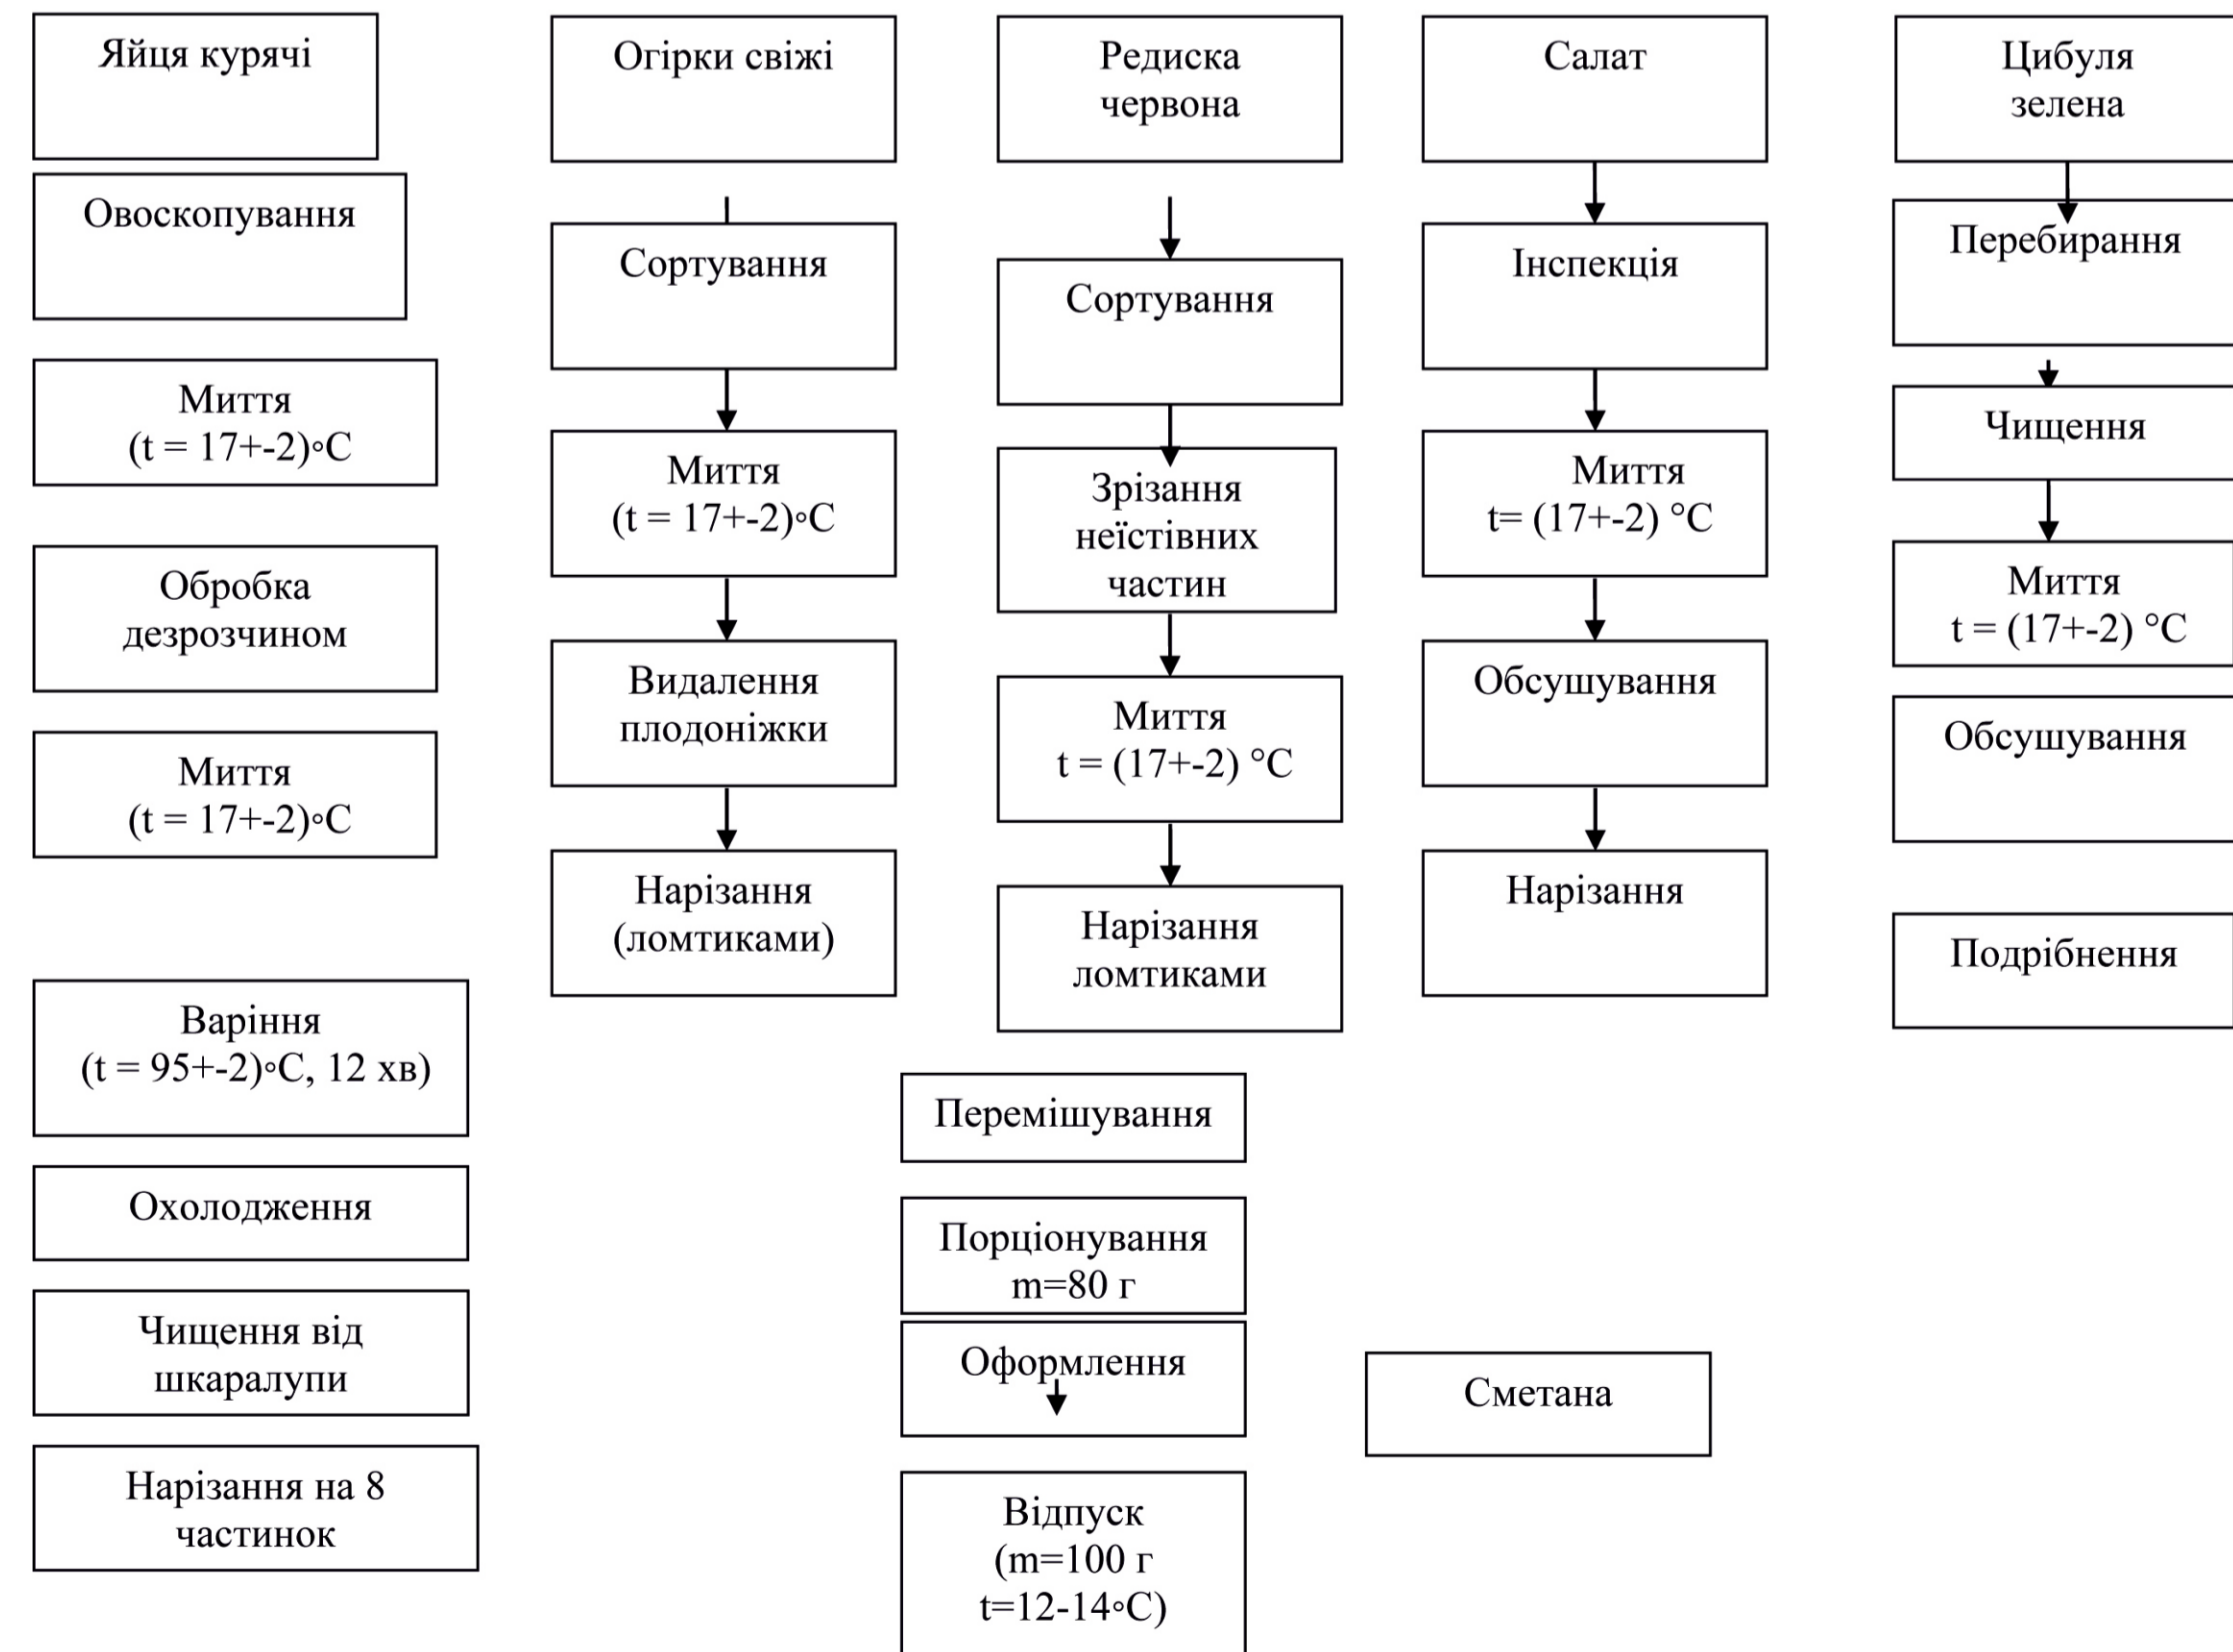 Яйця курячі
Овоскопування
Миття
(t = 17+-2)∘C
Обробка
дезрозчином
Миття
(t = 17+-2)∘C
Варіння
(t = 95+-2)∘C, 12 хв)
Охолодження
Чищення від
шкаралупи
Нарізання на 8
частинок
Огірки свіжі
Сортування
Миття
(t = 17+-2)∘C
Видалення
плодоніжки
Нарізання
(ломтиками)
Редиска
червона
Сортування
Зрізання
неїстівних
частин
Миття
t = (17+-2) °C
Нарізання
ломтиками
Салат
Інспекція
Миття
t= (17+-2) °C
Обсушування
Нарізання
Цибуля
зелена
Перебирання
Чищення
Миття
t = (17+-2) °C
Обсушування
Подрібнення
Перемішування
Порціонування
m=80 г
Оформлення
Сметана
Відпуск
(m=100 г
t=12-14∘C)